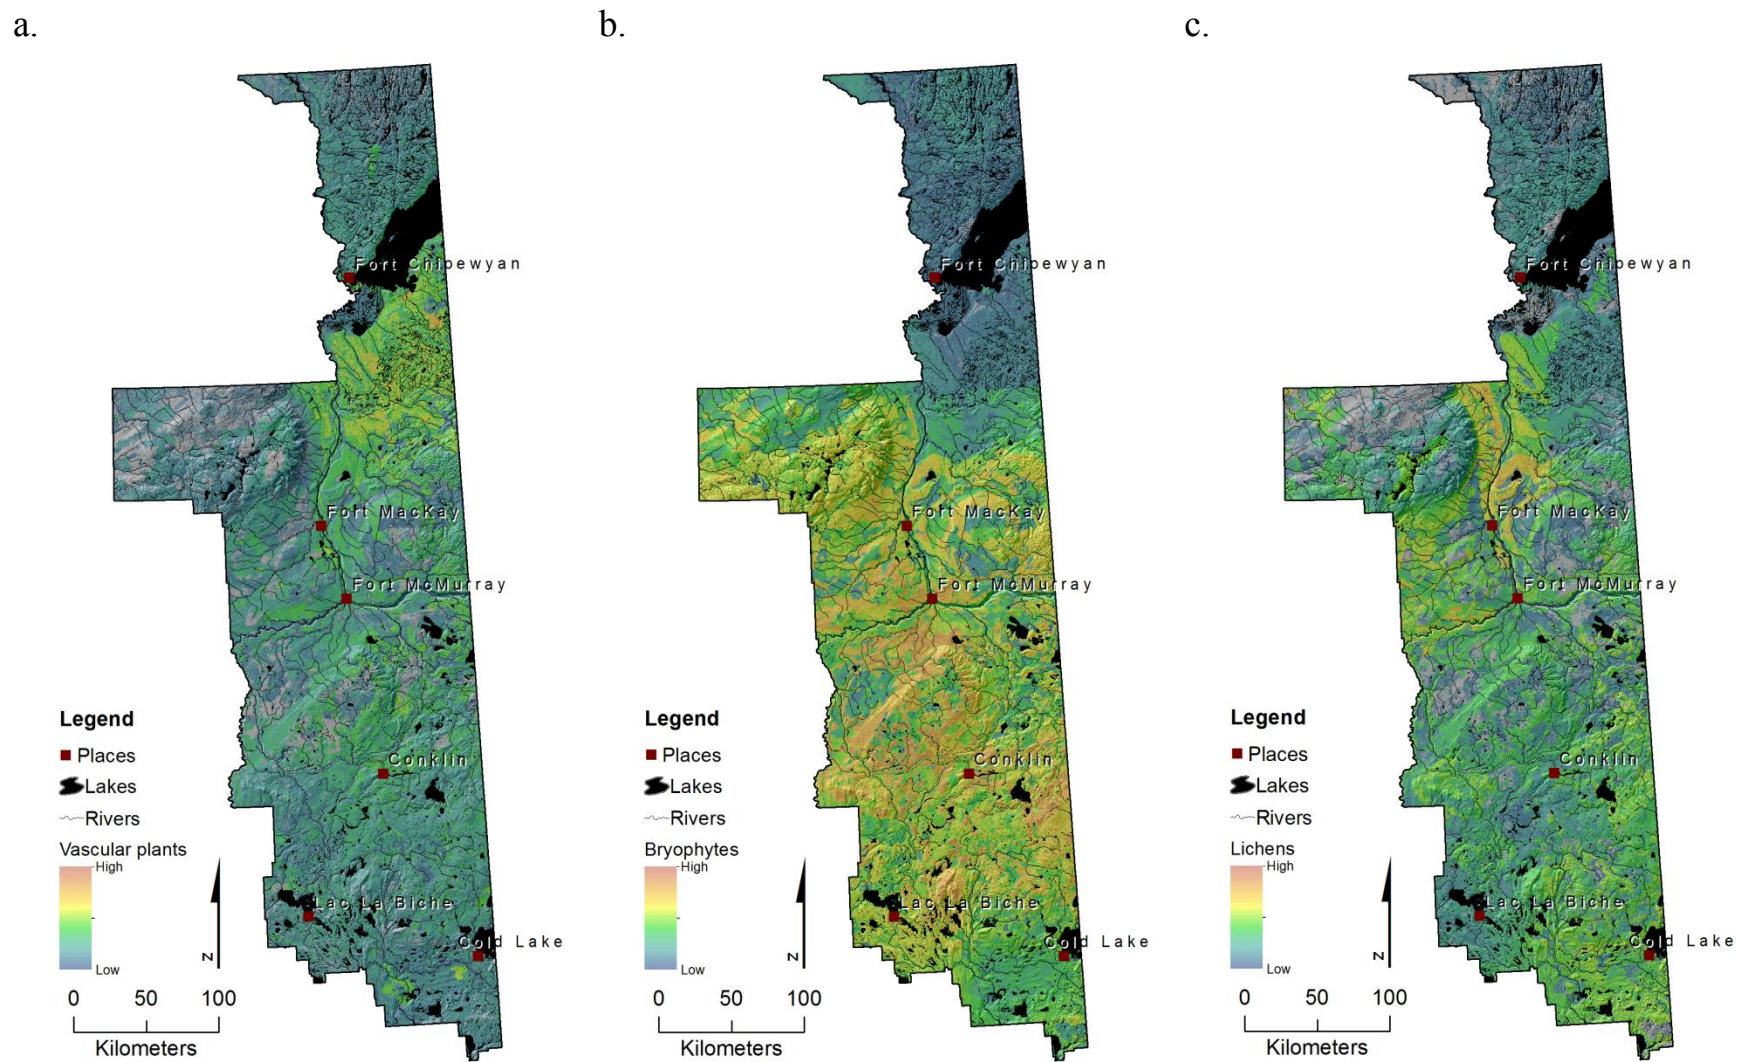 a.
Fort Chipewyan
Fort MacKay
Fort McMurray
Conklin
Lac La Biche
Cold Lake
Legend
Places
Lakes
Rivers
Vascular plants
High
Low
N
0 50 100
Kilometers
b.
Fort Chipewyan
Fort MacKay
Fort McMurray
Conklin
Lac La Biche
Cold Lake
Legend
Places
Lakes
Rivers
Bryophytes
High
Low
N
0 50 100
Kilometers
c.
Fort Chipewyan
Fort MacKay
Fort McMurray
Conklin
Lac La Biche
Cold Lake
Legend
Places
Lakes
Rivers
Lichens
High
Low
N
0 50 100
Kilometers